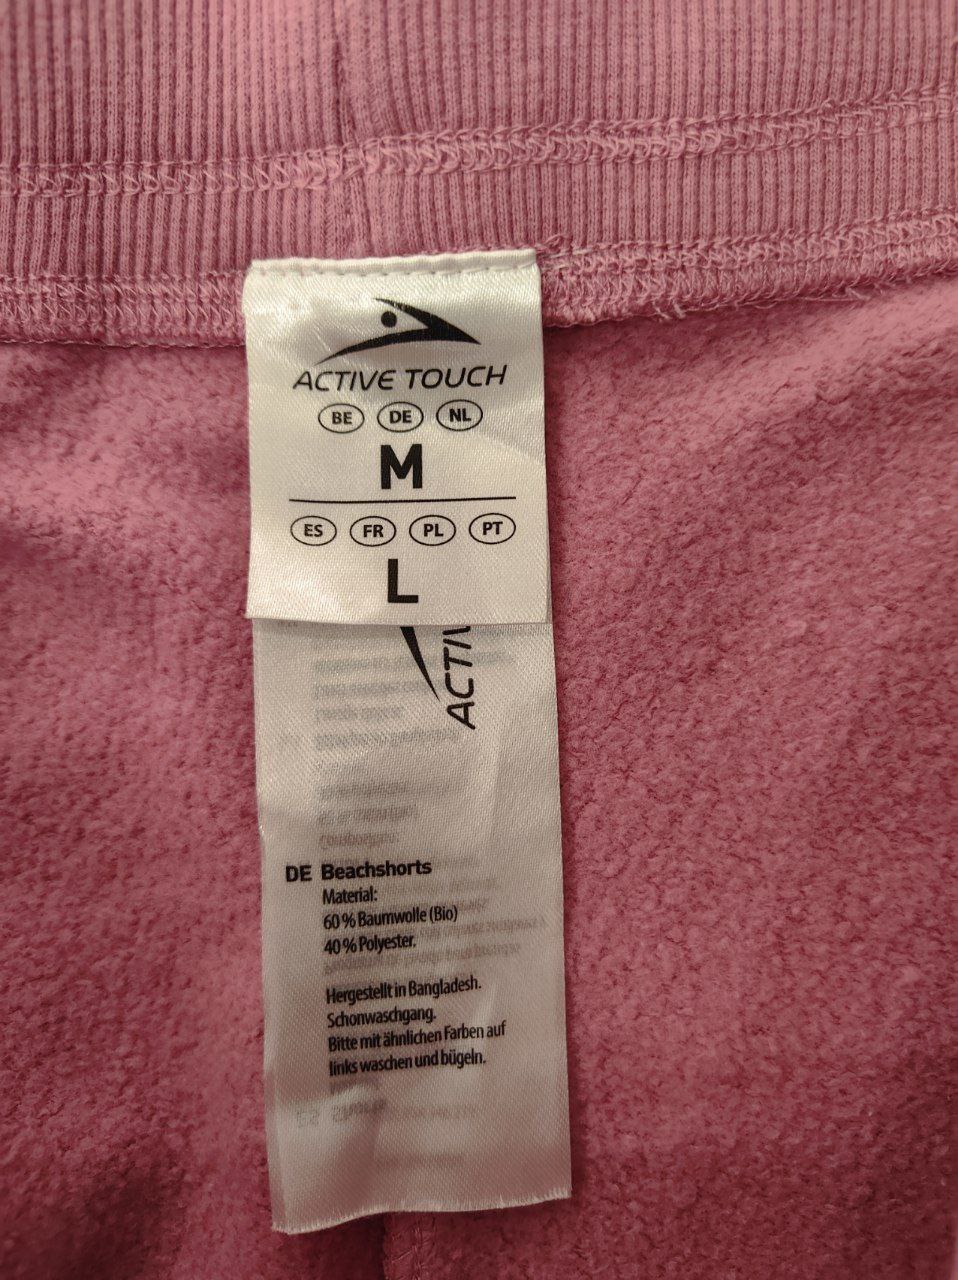 ACTIVE TOUCH
BE DE NL
M
ES FR PL PT
L
ACTIV
DE Beachshorts
Material:
60 % Baumwolle (Bio)
40 % Polyester.
Hergestellt in Bangladesh.
Schonwaschgang.
Bitte mit ähnlichen Farben auf
links waschen und bügeln.